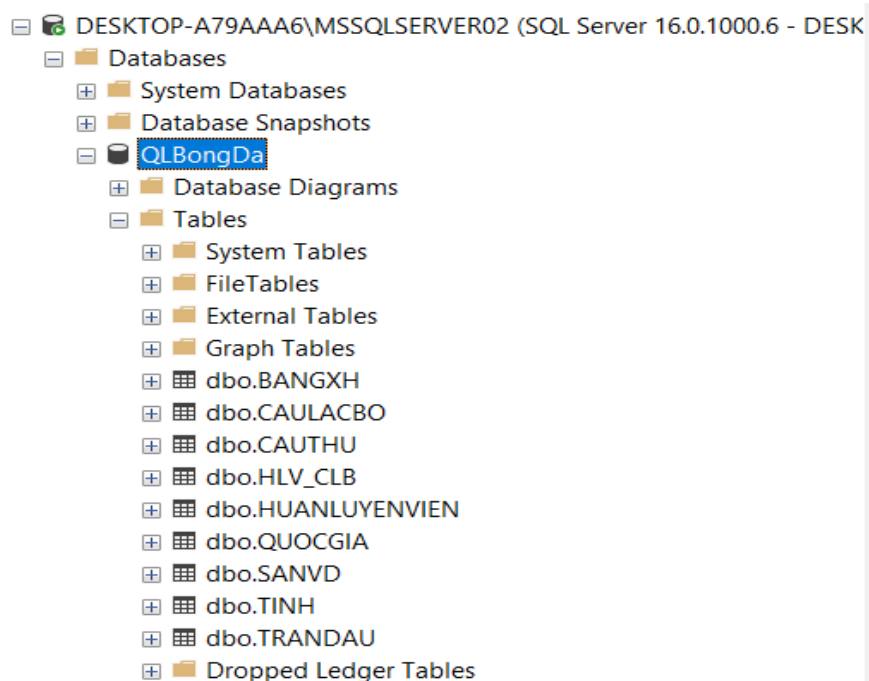 DESKTOP-A79AAA6\MSSQLSERVER02 (SQL Server 16.0.1000.6 - DESK
Databases
System Databases
Database Snapshots
QLBongDa
Database Diagrams
Tables
System Tables
FileTables
External Tables
Graph Tables
dbo.BANGXH
dbo.CAULACBO
dbo.CAUTHU
dbo.HLV_CLB
dbo.HUANLUYENVIEN
dbo.QUOCGIA
dbo.SANVD
dbo.TINH
dbo.TRANDAU
Dropped Ledger Tables